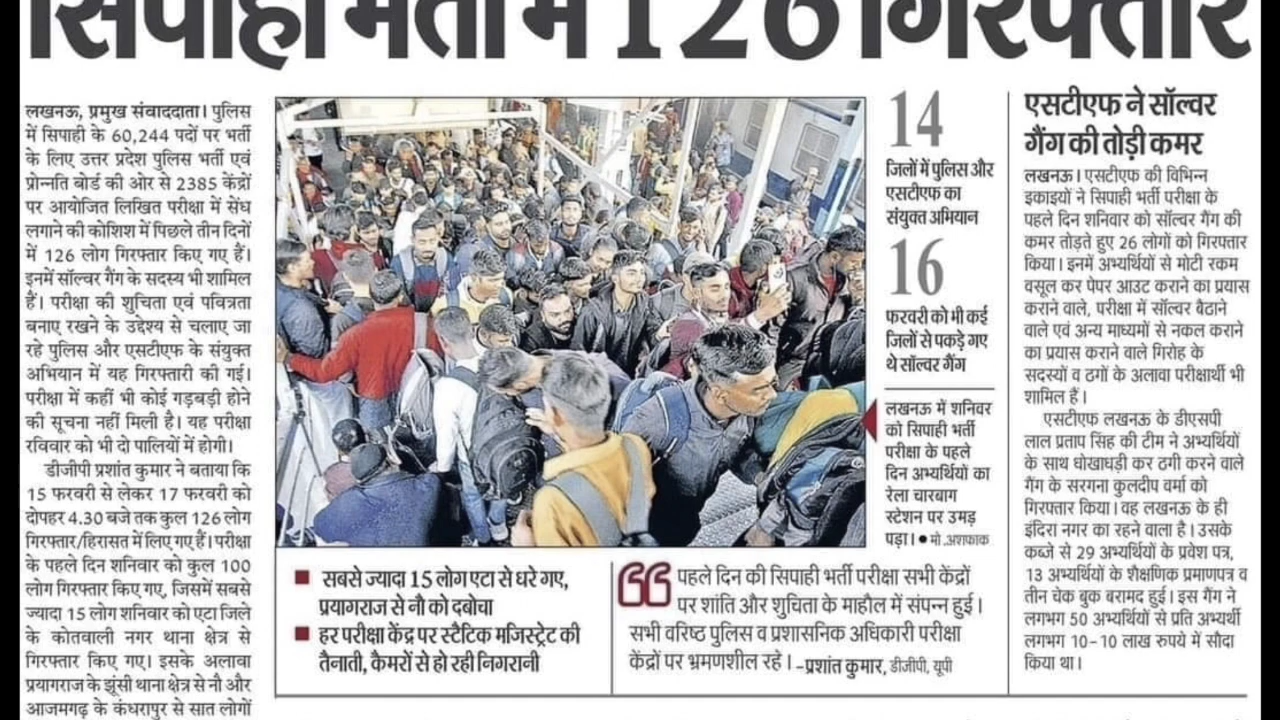 सिपाही भर्ती में 126 गिरफ्तार
लखनऊ, प्रमुख संवाददाता। पुलिस
में सिपाही के 60,244 पदों पर भर्ती
के लिए उत्तर प्रदेश पुलिस भर्ती एवं
प्रोन्नति बोर्ड की ओर से 2385 केंद्रों
पर आयोजित लिखित परीक्षा में सेंध
लगाने की कोशिश में पिछले तीन दिनों
में 126 लोग गिरफ्तार किए गए हैं।
इनमें सॉल्वर गैंग के सदस्य भी शामिल
हैं। परीक्षा की शुचिता एवं पवित्रता
बनाए रखने के उद्देश्य से चलाए जा
रहे पुलिस और एसटीएफ के संयुक्त
अभियान में यह गिरफ्तारी की गई।
परीक्षा में कहीं भी कोई गड़बड़ी होने
की सूचना नहीं मिली है। यह परीक्षा
रविवार को भी दो पालियों में होगी।
डीजीपी प्रशांत कुमार ने बताया कि
15 फरवरी से लेकर 17 फरवरी को
दोपहर 4.30 बजे तक कुल 126 लोग
गिरफ्तार/हिरासत में लिए गए हैं। परीक्षा
के पहले दिन शनिवार को कुल 100
लोग गिरफ्तार किए गए, जिसमें सबसे
ज्यादा 15 लोग शनिवार को एटा जिले
के कोतवाली नगर थाना क्षेत्र से
गिरफ्तार किए गए। इसके अलावा
प्रयागराज के झूंसी थाना क्षेत्र से नौ और
आजमगढ़ के कंधरापुर से सात लोगों
14
जिलों में पुलिस और
एसटीएफ का
संयुक्त अभियान
16
फरवरी को भी कई
जिलों से पकड़े गए
थे सॉल्वर गैंग
लखनऊ में शनिवर
को सिपाही भर्ती
परीक्षा के पहले
दिन अभ्यर्थियों का
रेला चारबाग
स्टेशन पर उमड़
पड़ा। ● मो .अशफाक
■ सबसे ज्यादा 15 लोग एटा से धरे गए,
प्रयागराज से नौ को दबोचा
■ हर परीक्षा केंद्र पर स्टैटिक मजिस्ट्रेट की
तैनाती, कैमरों से हो रही निगरानी
पहले दिन की सिपाही भर्ती परीक्षा सभी केंद्रों
पर शांति और शुचिता के माहौल में संपन्न हुई।
सभी वरिष्ठ पुलिस व प्रशासनिक अधिकारी परीक्षा
केंद्रों पर भ्रमणशील रहे। -प्रशांत कुमार, डीजीपी, यूपी
एसटीएफ ने सॉल्वर
गैंग की तोड़ी कमर
लखनऊ। एसटीएफ की विभिन्न
इकाइयों ने सिपाही भर्ती परीक्षा के
पहले दिन शनिवार को सॉल्वर गैंग की
कमर तोड़ते हुए 26 लोगों को गिरफ्तार
किया। इनमें अभ्यर्थियों से मोटी रकम
वसूल कर पेपर आउट कराने का प्रयास
कराने वाले, परीक्षा में सॉल्वर बैठाने
वाले एवं अन्य माध्यमों से नकल कराने
का प्रयास कराने वाले गिरोह के
सदस्यों व ठगों के अलावा परीक्षार्थी भी
शामिल हैं।
एसटीएफ लखनऊ के डीएसपी
लाल प्रताप सिंह की टीम ने अभ्यर्थियों
के साथ धोखाधड़ी कर ठगी करने वाले
गैंग के सरगना कुलदीप वर्मा को
गिरफ्तार किया। वह लखनऊ के ही
इंदिरा नगर का रहने वाला है। उसके
कब्जे से 29 अभ्यर्थियों के प्रवेश पत्र,
13 अभ्यर्थियों के शैक्षणिक प्रमाणपत्र व
तीन चेक बुक बरामद हुई। इस गैंग ने
लगभग 50 अभ्यर्थियों से प्रति अभ्यर्थी
लगभग 10-10 लाख रुपये में सौदा
किया था।